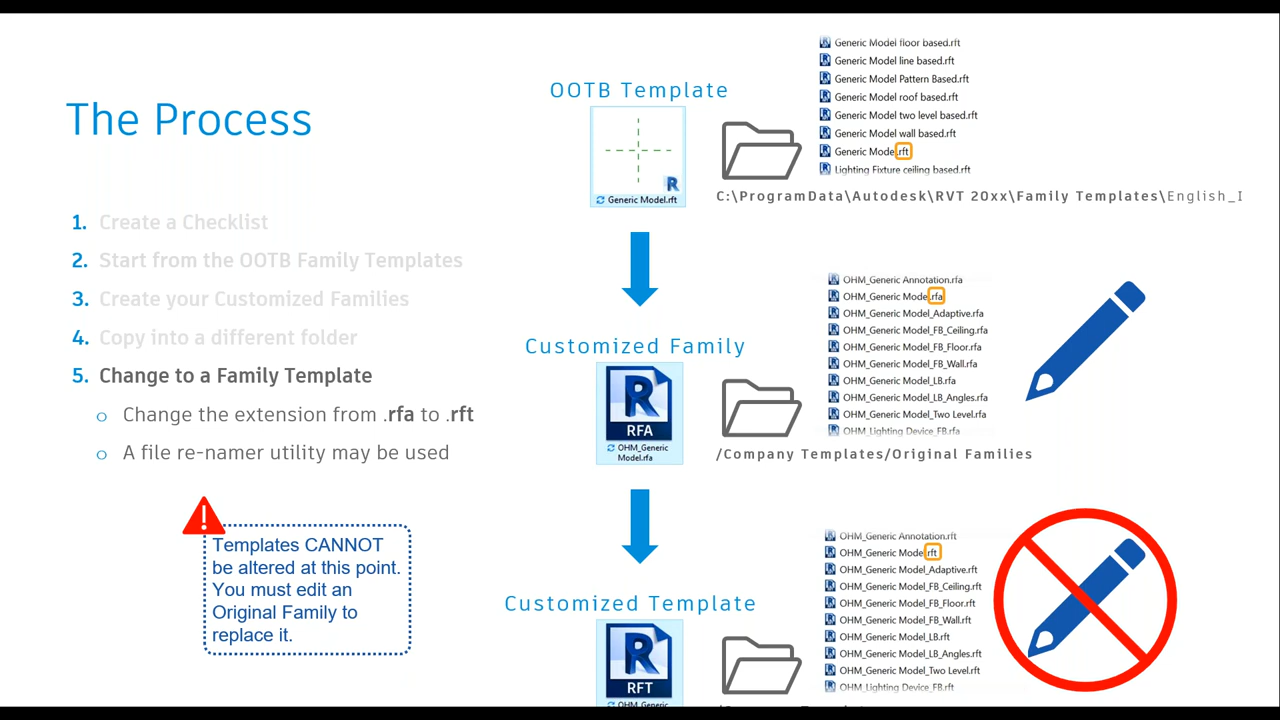 The Process
1. Create a Checklist
2. Start from the OOTB Family Templates
3. Create your Customized Families
4. Copy into a different folder
5. Change to a Family Template
o Change the extension from .rfa to .rft
o A file re-namer utility may be used
!
Templates CANNOT
be altered at this point.
You must edit an
Original Family to
replace it.
OOTB Template
R
Generic Model.rft
Generic Model floor based.rft
Generic Model line based.rft
Generic Model Pattern Based.rft
Generic Model roof based.rft
Generic Model two level based.rft
Generic Model wall based.rft
Generic Model.rft
Lighting Fixture ceiling based.rft
C:\ProgramData\Autodesk\RVT 20xx\Family Templates\English_I
Customized Family
R
RFA
OHM_Generic
Model.rfa
OHM_Generic Annotation.rfa
OHM_Generic Model.rfa
OHM_Generic Model_Adaptive.rfa
OHM_Generic Model_FB_Ceiling.rfa
OHM_Generic Model_FB_Floor.rfa
OHM_Generic Model_FB_Wall.rfa
OHM_Generic Model_LB.rfa
OHM_Generic Model_LB_Angles.rfa
OHM_Generic Model_Two Level.rfa
OHM_Lighting Device_FB.rfa
/Company Templates/Original Families
Customized Template
R
RFT
OHM_Generic
OHM_Generic Annotation.rft
OHM_Generic Model.rft
OHM_Generic Model_Adaptive.rft
OHM_Generic Model_FB_Ceiling.rft
OHM_Generic Model_FB_Floor.rft
OHM_Generic Model_FB_Wall.rft
OHM_Generic Model_LB.rft
OHM_Generic Model_LB_Angles.rft
OHM_Generic Model_Two Level.rft
OHM_Lighting Device_FB.rft